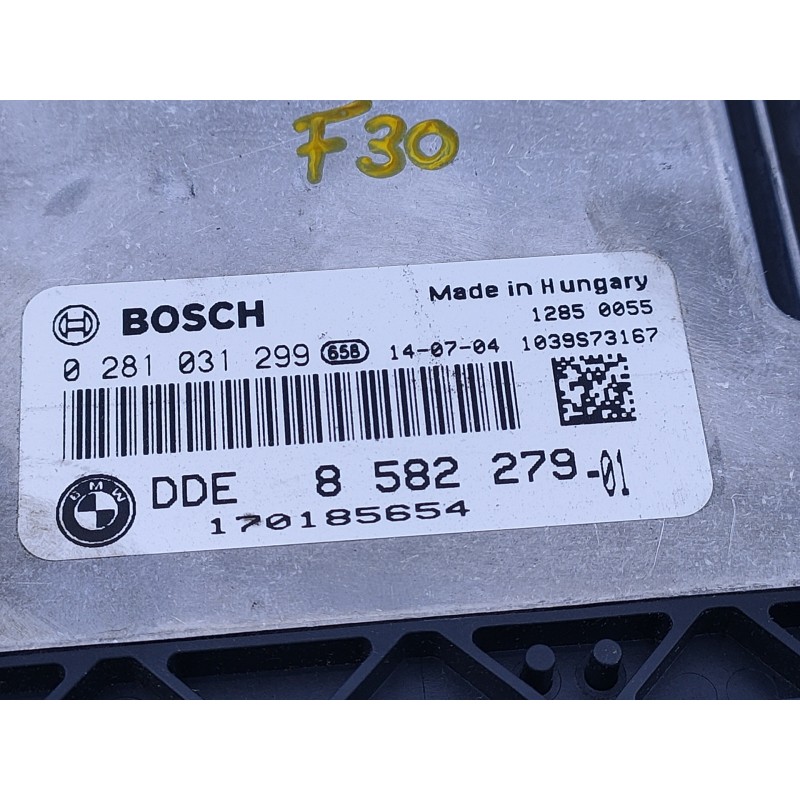 F30
BOSCH
Made in Hungary
1285 0055
0 281 031 299 658 14-07-04 1039S73167
BMW
DDE 8 582 279-01
170185654